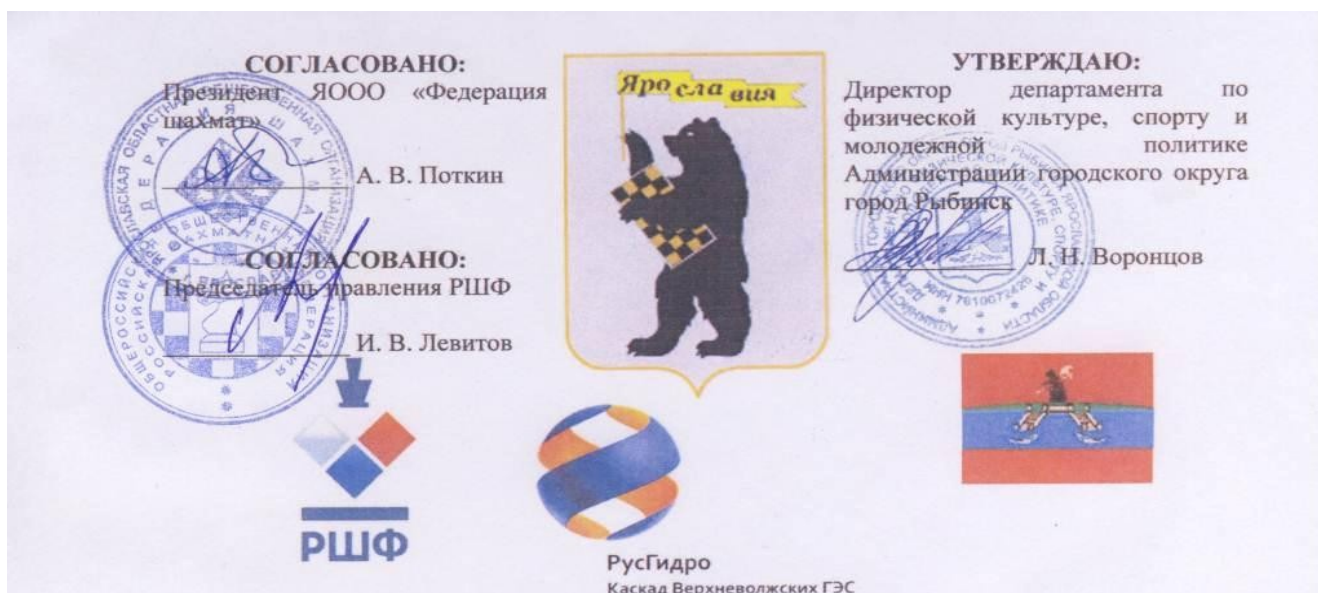 СОГЛАСОВАНО:
Президент ЯООО «Федерация
шахмат»
А. В. Поткин
СОГЛАСОВАНО:
Председатель правления РШФ
И. В. Левитов
Ярославия
УТВЕРЖДАЮ:
Директор департамента по
физической культуре, спорту и
молодежной политике
Администрации городского округа
город Рыбинск
Л. Н. Воронцов
РШФ
РусГидро
Каскад Верхневолжских ГЭС